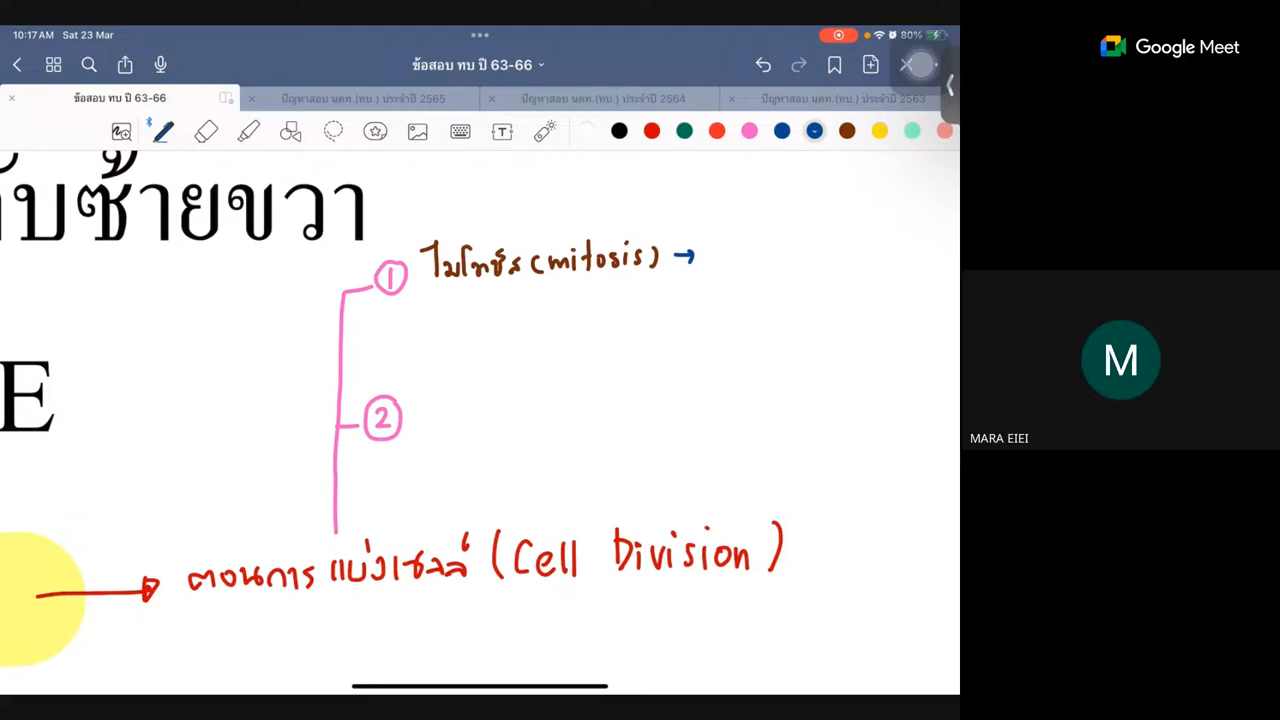 10:17AM Sat 23 Mar
80%
Google Meet
ข้อสอบ ทบ ปี 63-66
ข้อสอบ ทบ ปี 63-66
ปัญหาสอบ นตท.(ทบ.) ประจำปี 2565
ปัญหาสอบ นตท.(ทบ.) ประจำปี 2564
ปัญหาสอบ นตท.(ทบ.) ประจำปี 2563
T
ับซ้ายขวา
① ไมโทซิส (mitosis) →
E
②
M
MARA EIEI
ตอนการแบ่งเซลล์ (Cell Division)